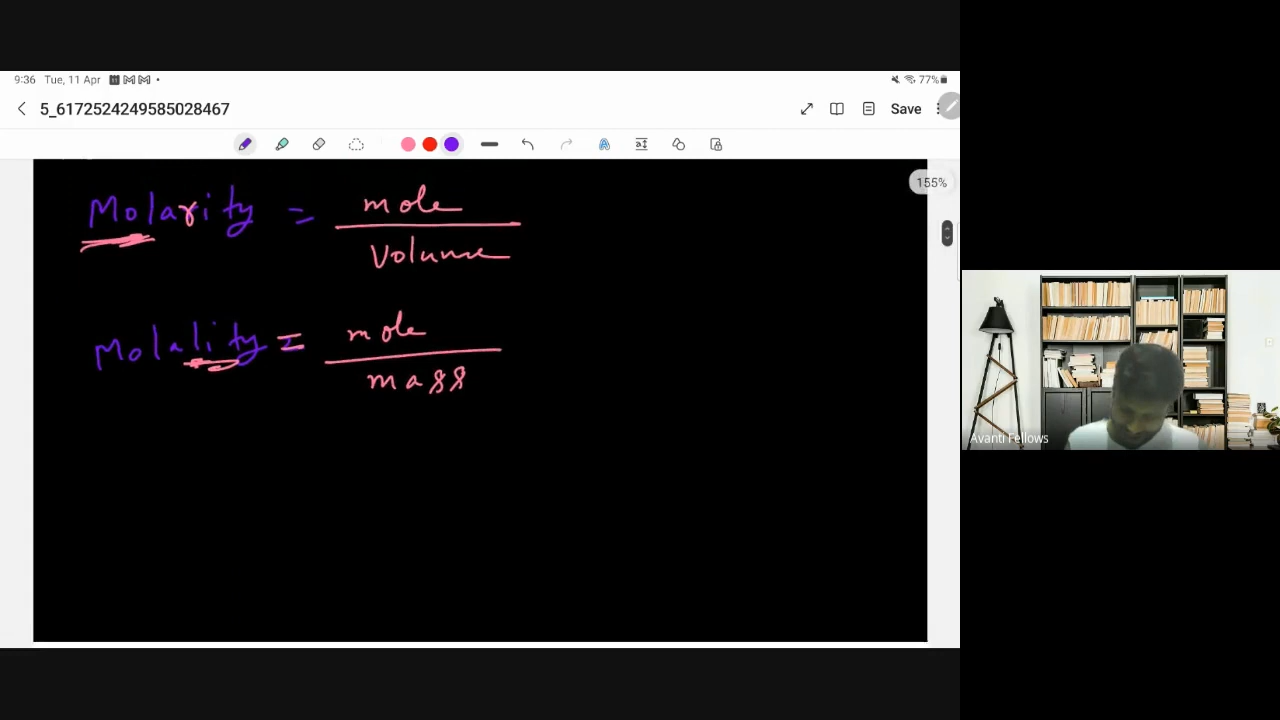 9:36 Tue, 11 Apr
77%
5_6172524249585028467
Save
155%
Molarity = mole
volume
Molality = mole
mass
Avanti Fellows